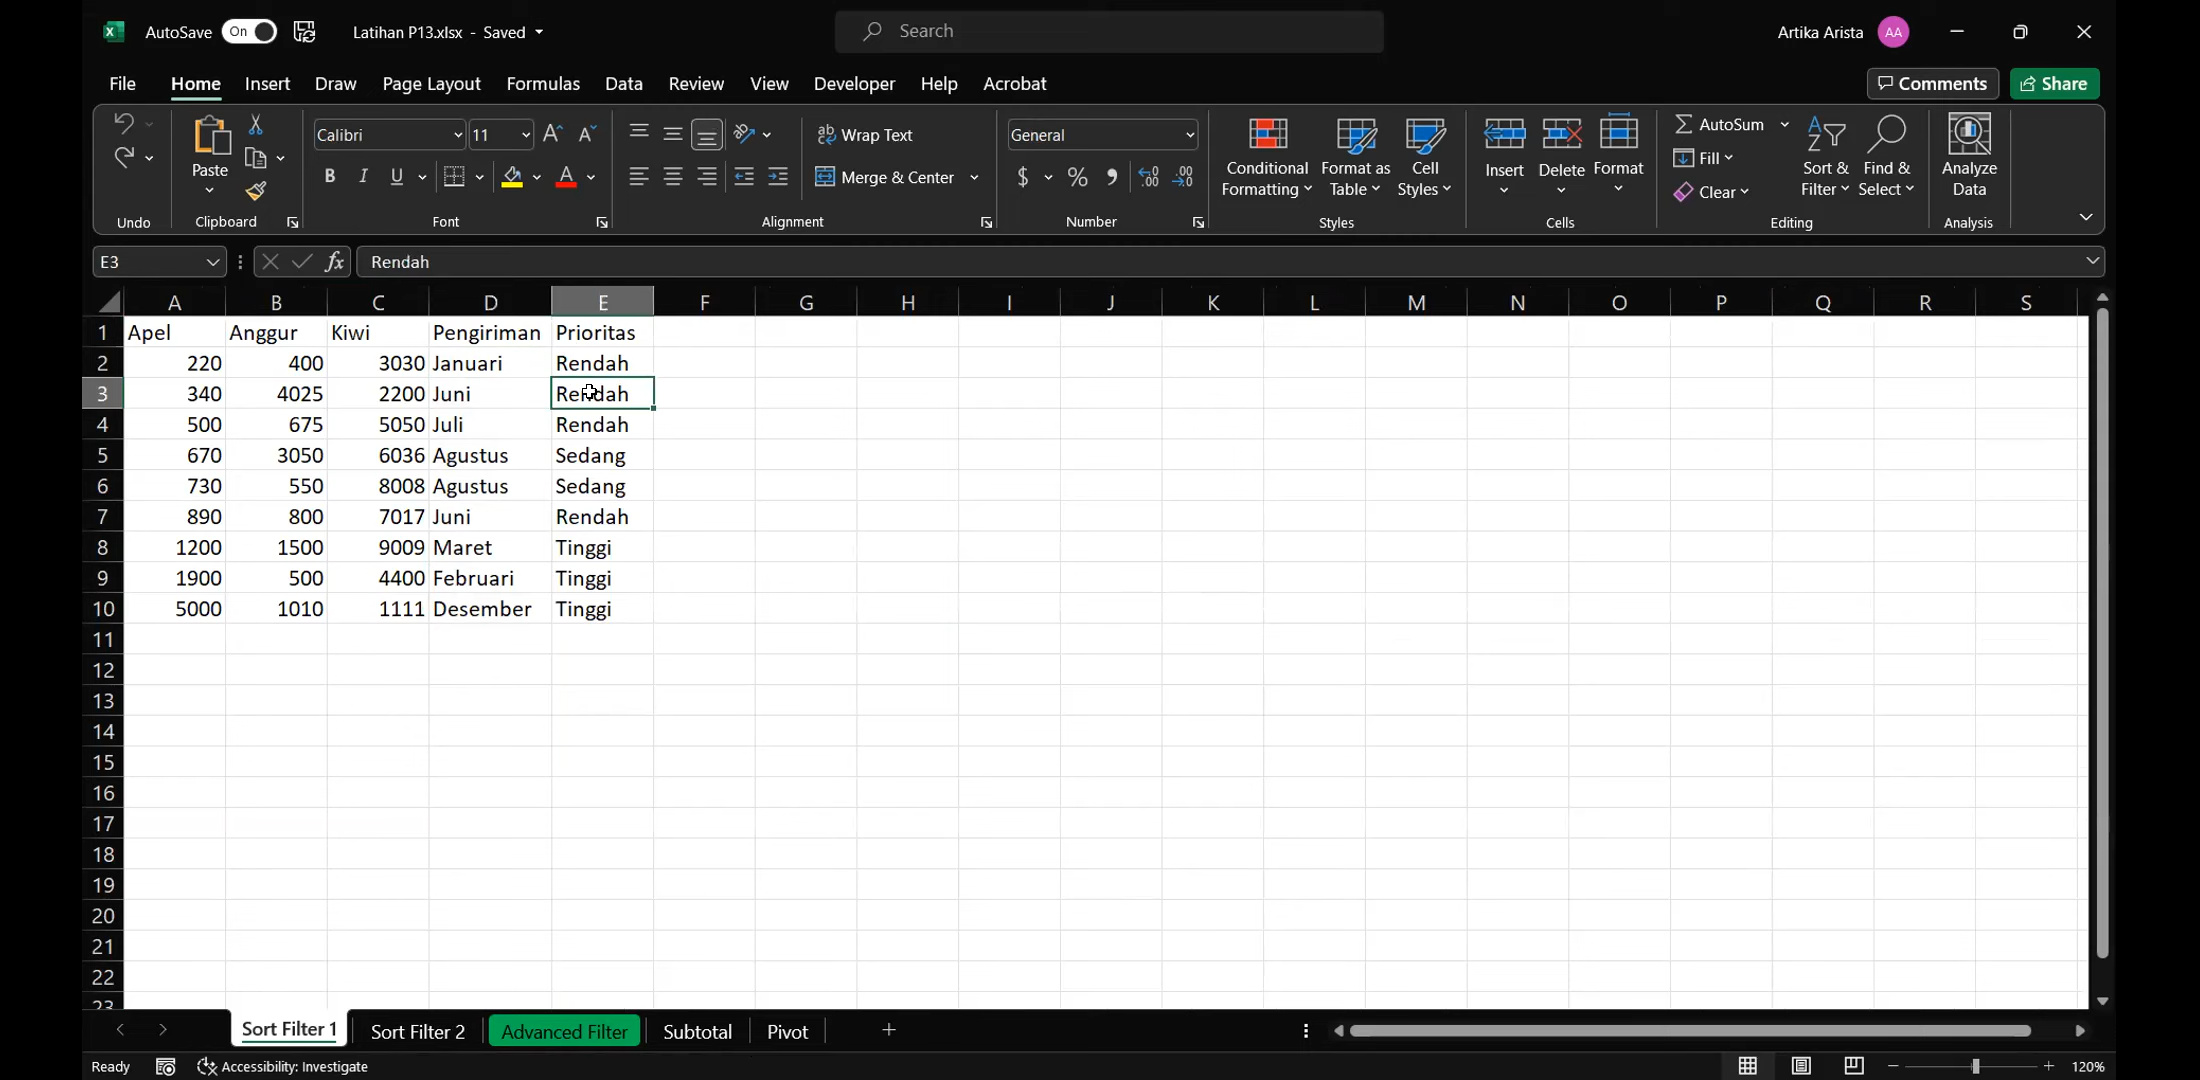 AutoSave On Latihan P13.xlsx - Saved Search Artika Arista AA
File Home Insert Draw Page Layout Formulas Data Review View Developer Help Acrobat Comments Share
Calibri 11 Wrap Text General AutoSum
Paste B I U Merge & Center $ % Conditional Formatting Format as Table Cell Styles Insert Delete Format Fill Clear Sort & Filter Find & Select Analyze Data
Undo Clipboard Font Alignment Number Styles Cells Editing Analysis
E3 fx Rendah
A B C D E F G H I J K L M N O P Q R S
1 Apel Anggur Kiwi Pengiriman Prioritas
2 220 400 3030 Januari Rendah
3 340 4025 2200 Juni Rendah
4 500 675 5050 Juli Rendah
5 670 3050 6036 Agustus Sedang
6 730 550 8008 Agustus Sedang
7 890 800 7017 Juni Rendah
8 1200 1500 9009 Maret Tinggi
9 1900 500 4400 Februari Tinggi
10 5000 1010 1111 Desember Tinggi
11
12
13
14
15
16
17
18
19
20
21
22
23
Sort Filter 1 Sort Filter 2 Advanced Filter Subtotal Pivot
Ready Accessibility: Investigate 120%